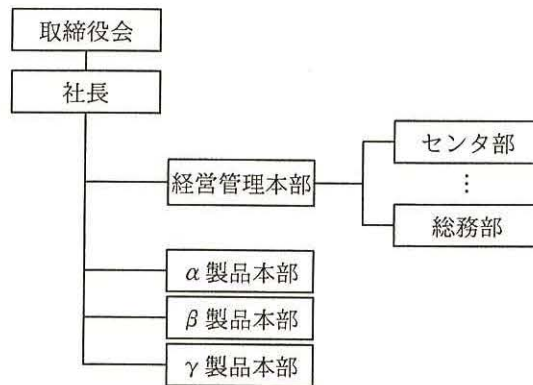 取締役会
社長
経営管理本部
センタ部
⋮
総務部
α製品本部
β製品本部
γ製品本部